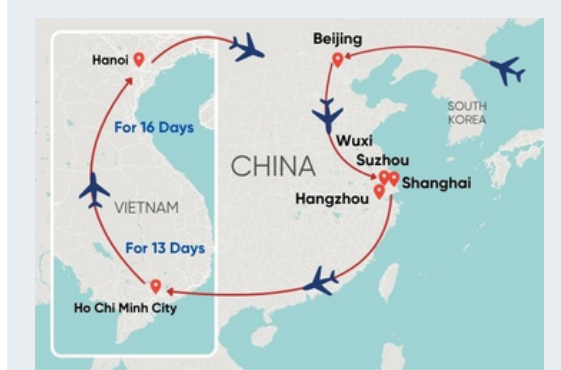 Beijing
Hanoi
SOUTH
KOREA
For 16 Days
Wuxi
Suzhou
CHINA
Shanghai
Hangzhou
VIETNAM
For 13 Days
Ho Chi Minh City